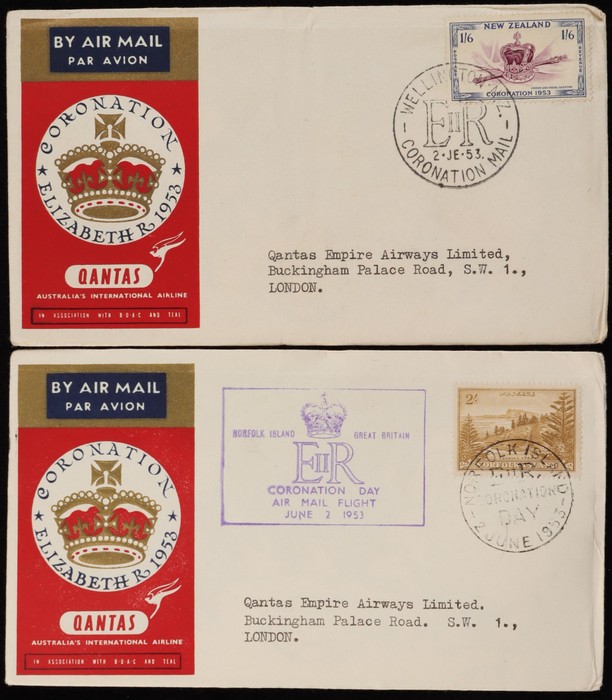 BY AIR MAIL
PAR AVION
CORONATION
ELIZABETH R. 1953
QANTAS
AUSTRALIA'S INTERNATIONAL AIRLINE
IN ASSOCIATION WITH B·O·A·C AND TEAL
NEW ZEALAND
1/6 1/6
POSTAGE REVENUE
CORONATION 1953
WELLINGTON N.Z.
EIIR
2·JE·53.
CORONATION MAIL
Qantas Empire Airways Limited,
Buckingham Palace Road, S.W. 1.,
LONDON.
BY AIR MAIL
PAR AVION
CORONATION
ELIZABETH R. 1953
QANTAS
AUSTRALIA'S INTERNATIONAL AIRLINE
IN ASSOCIATION WITH B·O·A·C AND TEAL
NORFOLK ISLAND GREAT BRITAIN
EIIR
CORONATION DAY
AIR MAIL FLIGHT
JUNE 2 1953
2/-
NORFOLK
NORFOLK ISLAND
E.II.R.
CORONATION
DAY
2 JUNE 1953
Qantas Empire Airways Limited.
Buckingham Palace Road. S.W. 1.,
LONDON.